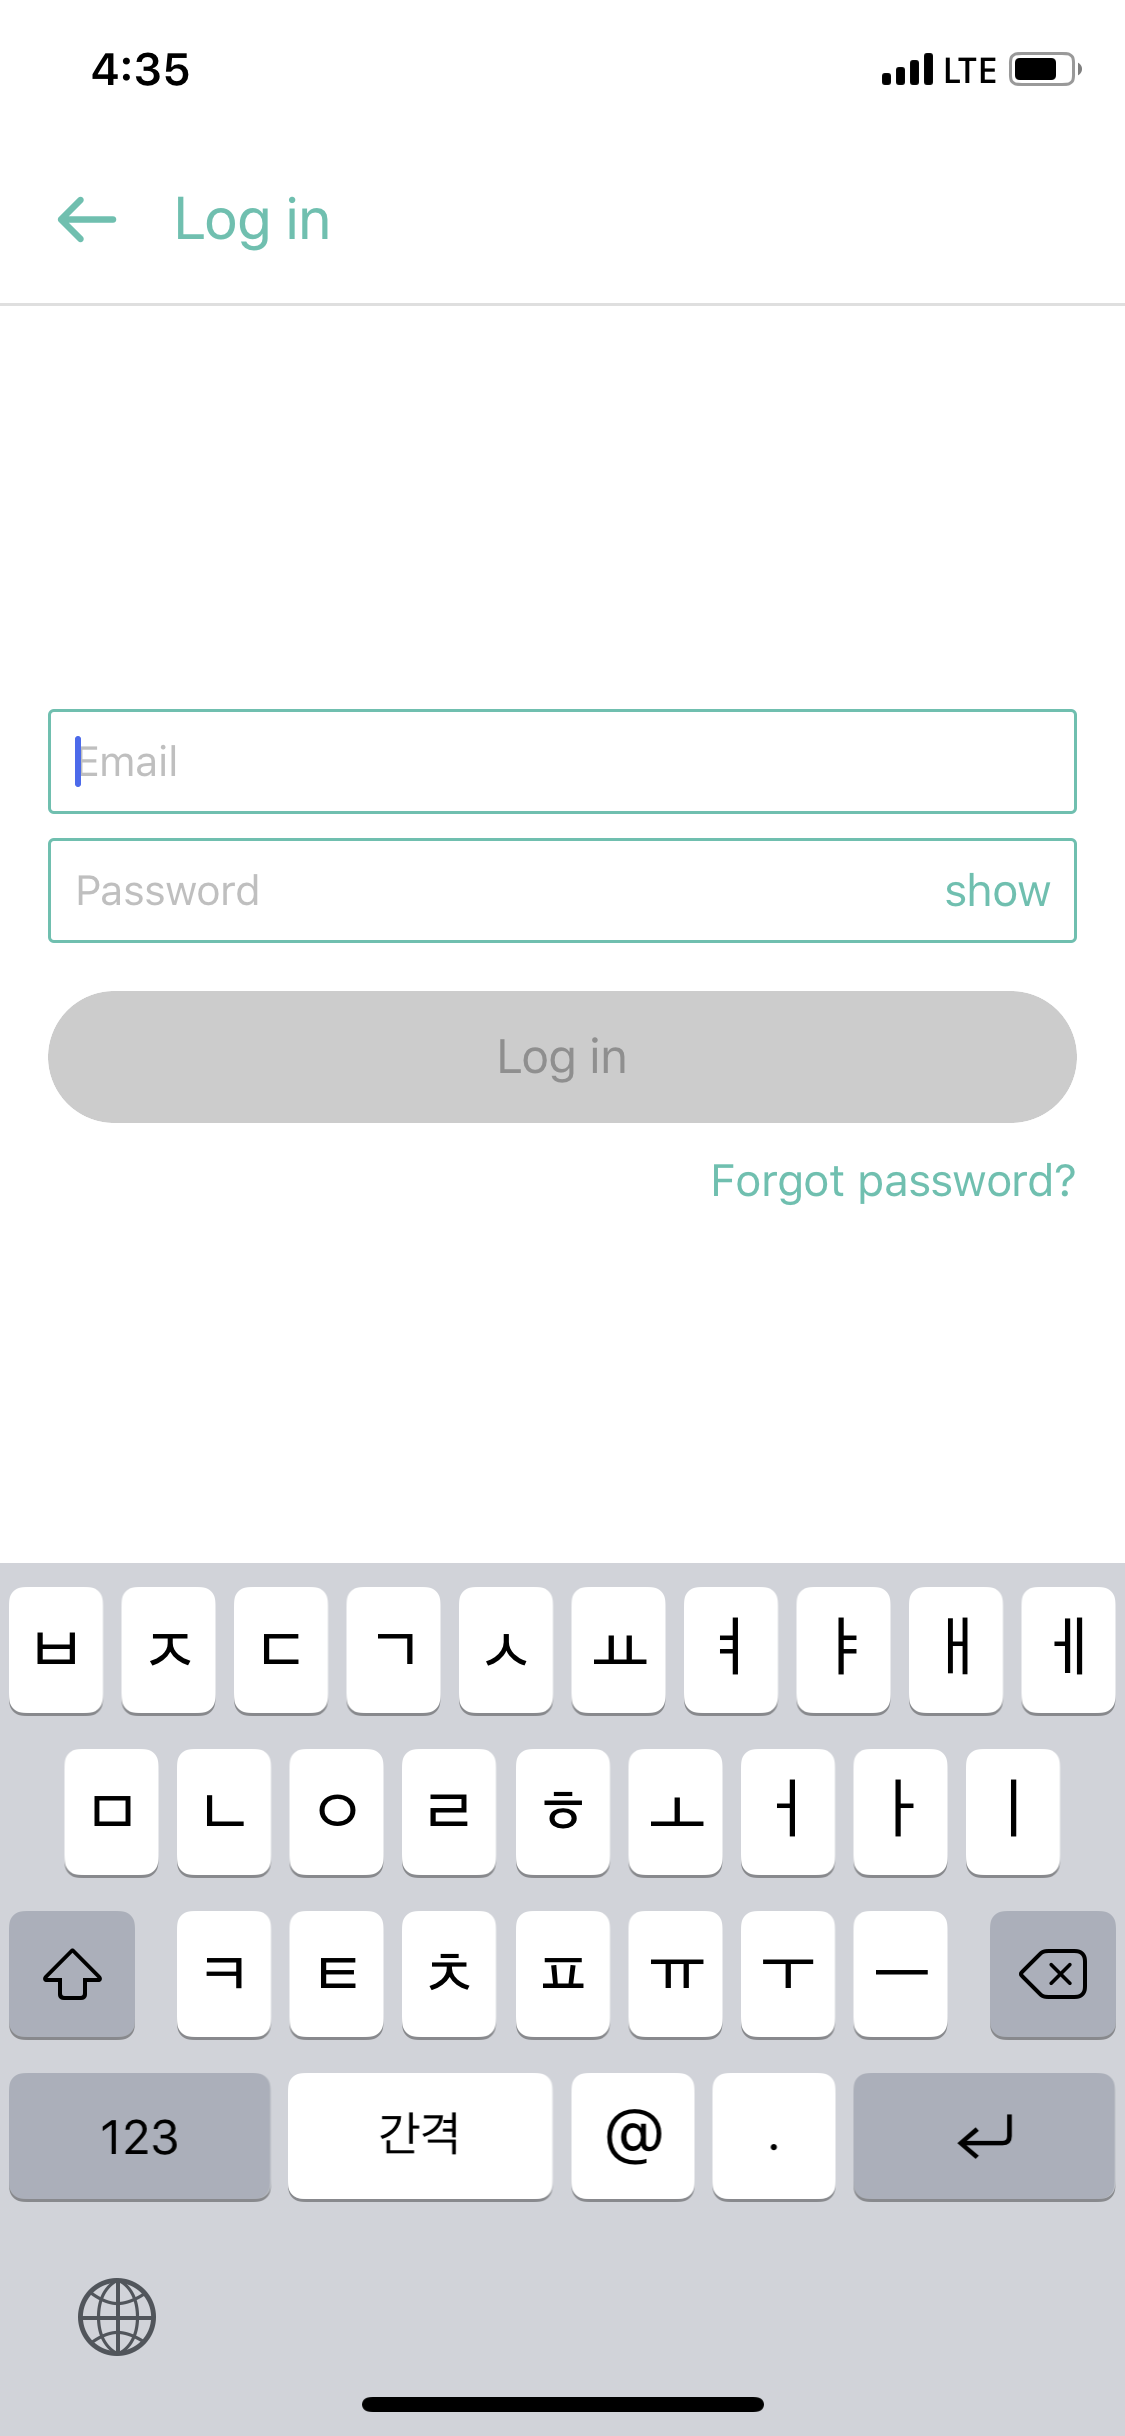 4:35 LTE
Log in
Email
Password show
Log in
Forgot password?
ㅂ ㅈ ㄷ ㄱ ㅅ ㅛ ㅕ ㅑ ㅐ ㅔ
ㅁ ㄴ ㅇ ㄹ ㅎ ㅗ ㅓ ㅏ ㅣ
ㅋ ㅌ ㅊ ㅍ ㅠ ㅜ ㅡ
123 간격 @ .